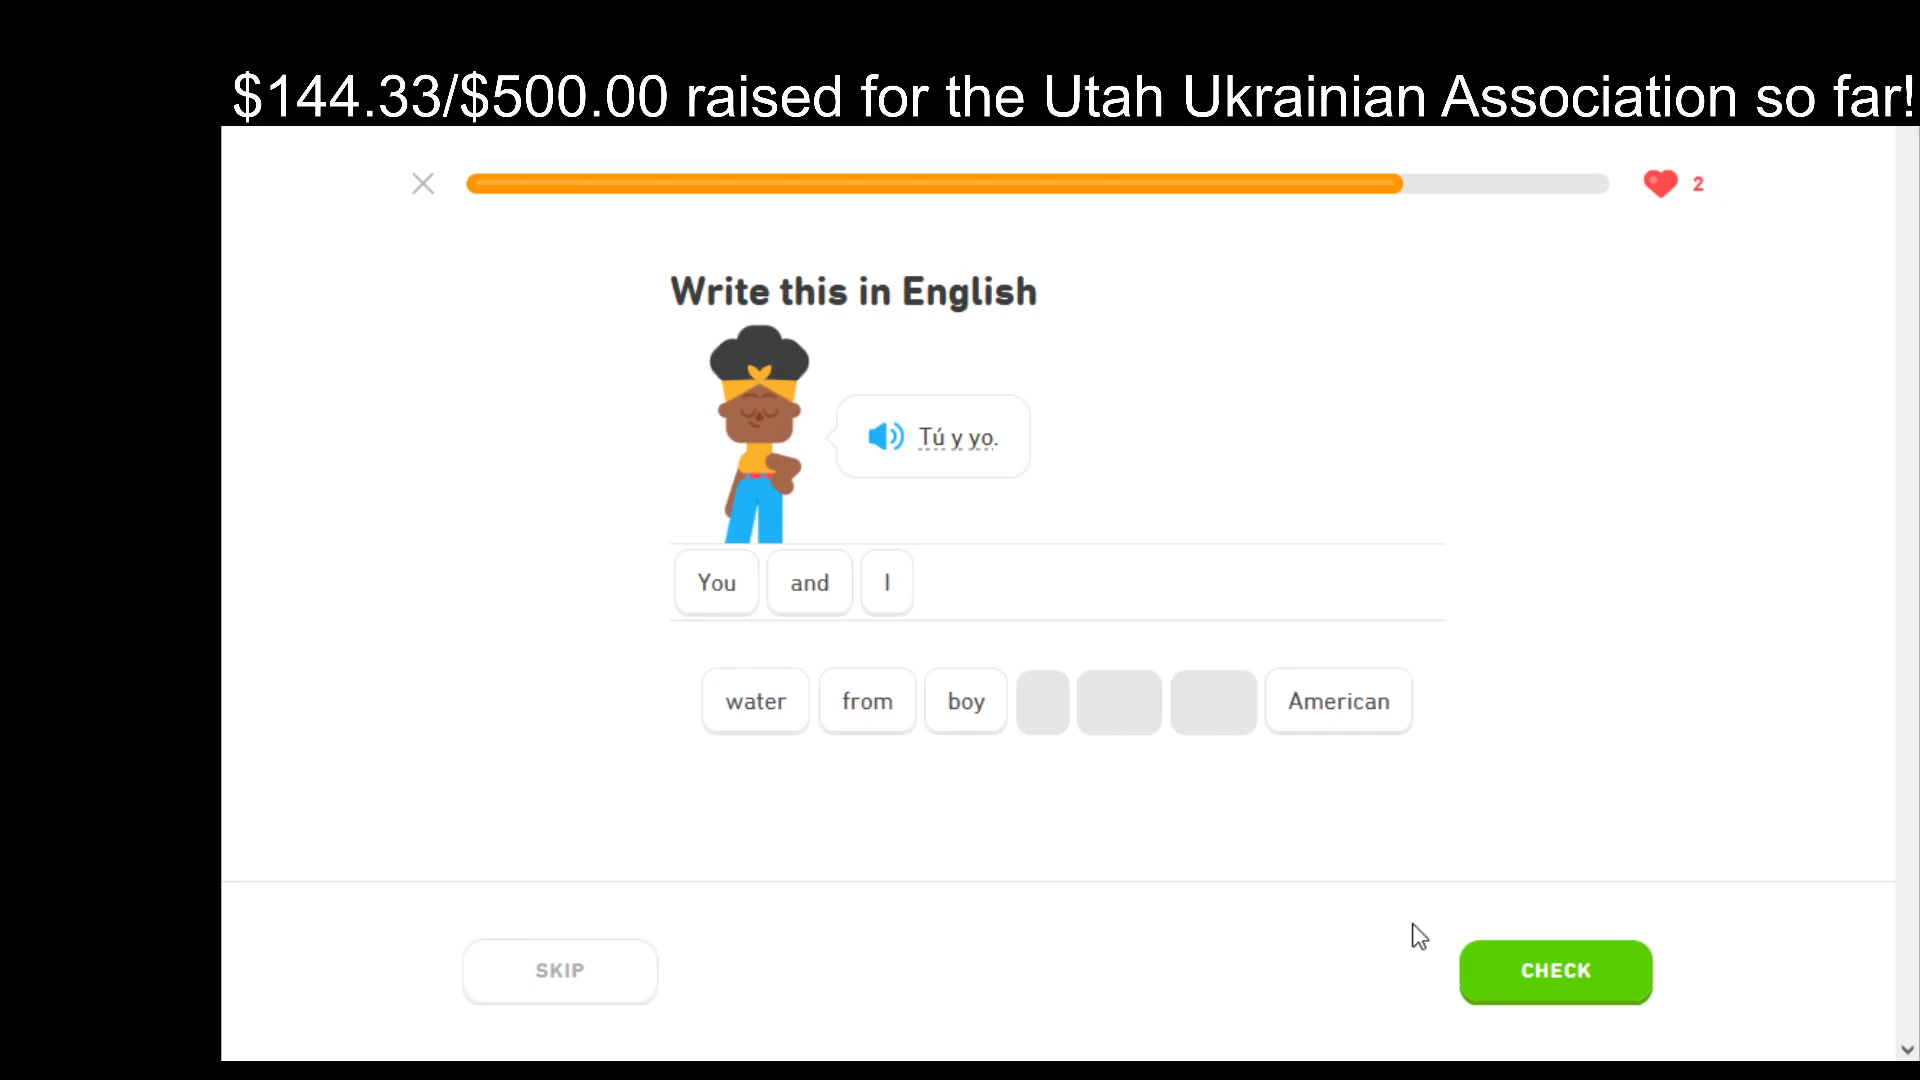 $144.33/$500.00 raised for the Utah Ukrainian Association so far!
2
Write this in English
Tú y yo.
You and I
water from boy American
SKIP CHECK